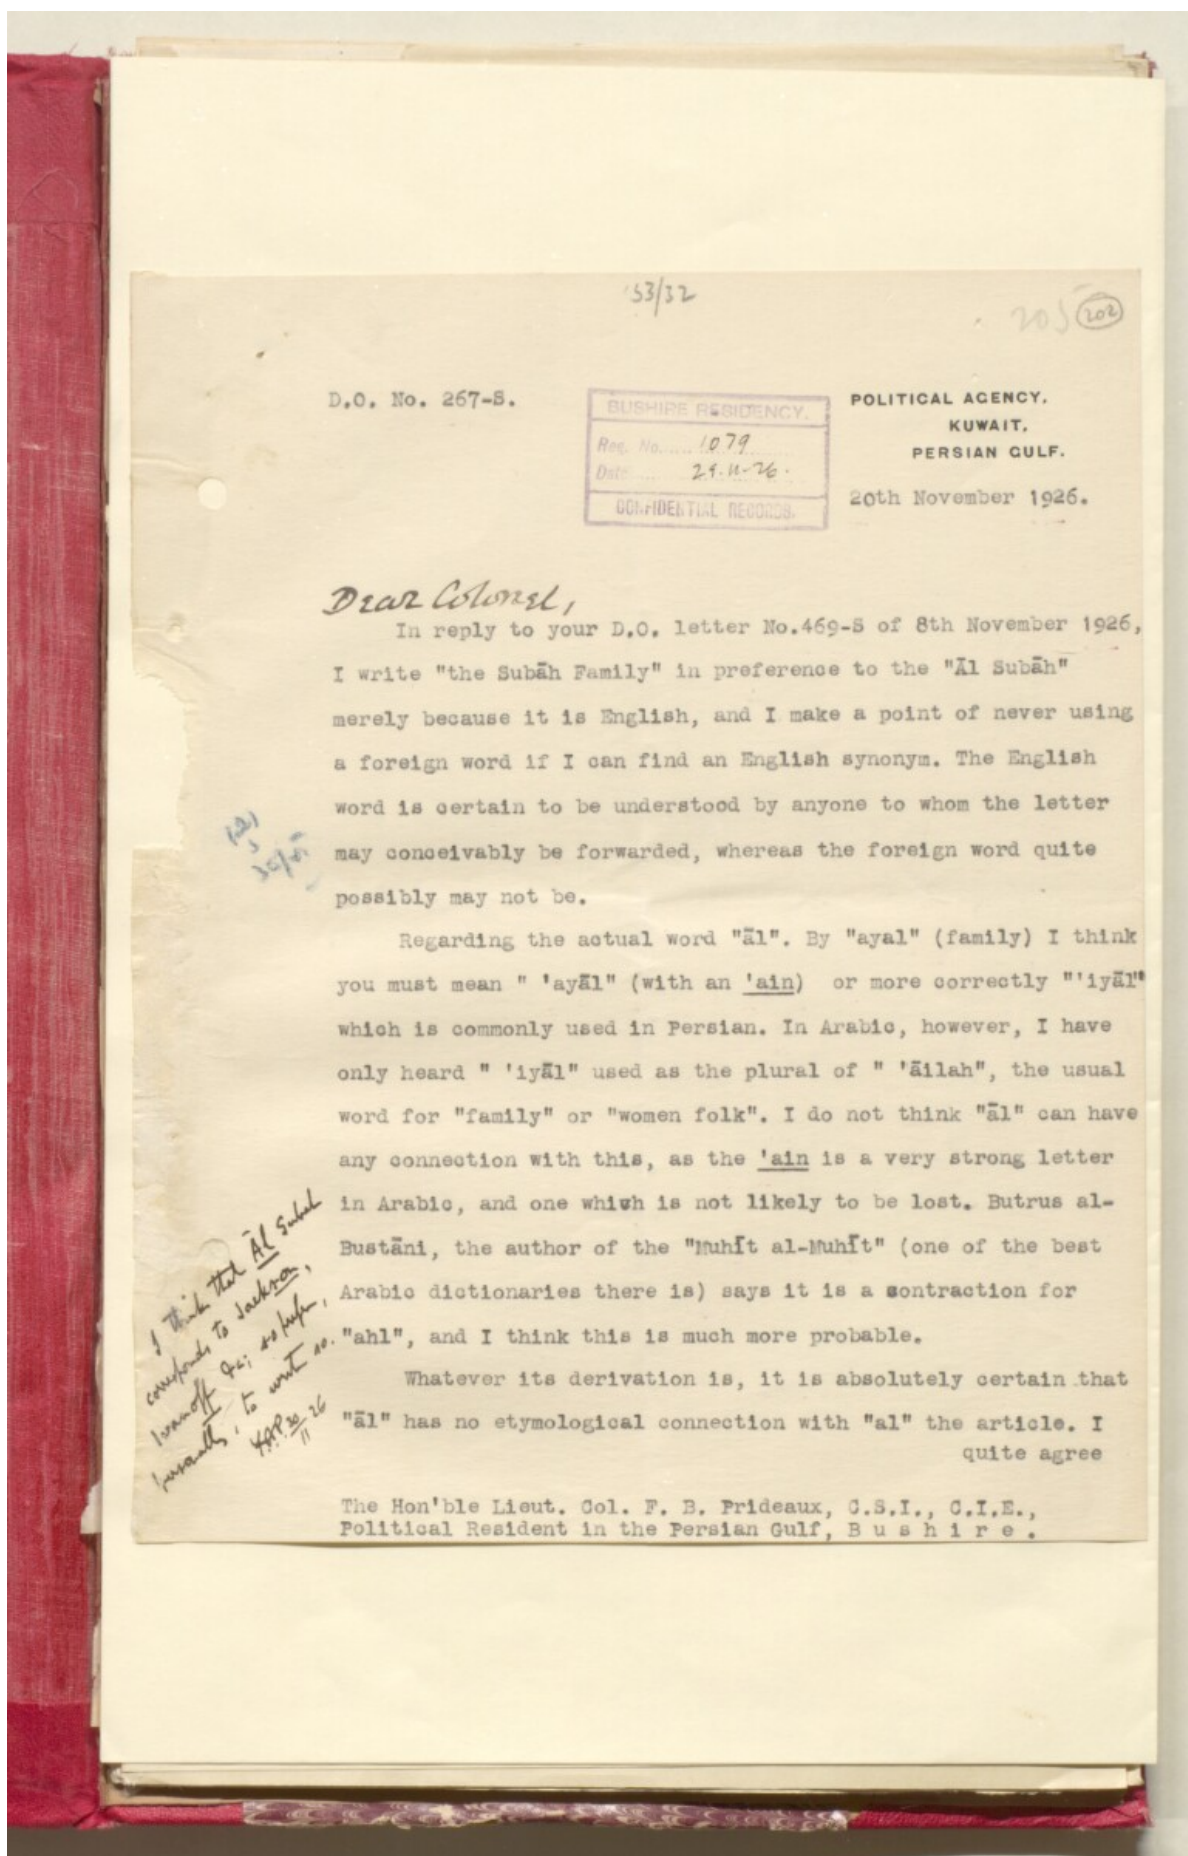 53/32
205 202
D.O. No. 267-S.
BUSHIRE RESIDENCY.
Reg. No...... 1079
Date..... 29.11.26.
CONFIDENTIAL RECORDS.
POLITICAL AGENCY.
KUWAIT.
PERSIAN GULF.
20th November 1926.
Dear Colonel,
In reply to your D.O. letter No.469-S of 8th November 1926,
I write "the Subāh Family" in preference to the "Āl Subāh"
merely because it is English, and I make a point of never using
a foreign word if I can find an English synonym. The English
word is certain to be understood by anyone to whom the letter
may conceivably be forwarded, whereas the foreign word quite
possibly may not be.
Regarding the actual word "āl". By "ayal" (family) I think
you must mean " 'ayāl" (with an 'ain) or more correctly "'iyāl"
which is commonly used in Persian. In Arabic, however, I have
only heard " 'iyāl" used as the plural of " 'āilah", the usual
word for "family" or "women folk". I do not think "āl" can have
any connection with this, as the 'ain is a very strong letter
in Arabic, and one which is not likely to be lost. Butrus al-
Bustāni, the author of the "Muhīt al-Muhīt" (one of the best
Arabic dictionaries there is) says it is a contraction for
"ahl", and I think this is much more probable.
Whatever its derivation is, it is absolutely certain that
"āl" has no etymological connection with "al" the article. I
quite agree
I think that Āl Subah
corresponds to Jackson,
Ivanoff &c; so prefer,
personally, to write so.
F.B.P. 30/11 26
The Hon'ble Lieut. Col. F. B. Prideaux, C.S.I., C.I.E.,
Political Resident in the Persian Gulf, B u s h i r e .